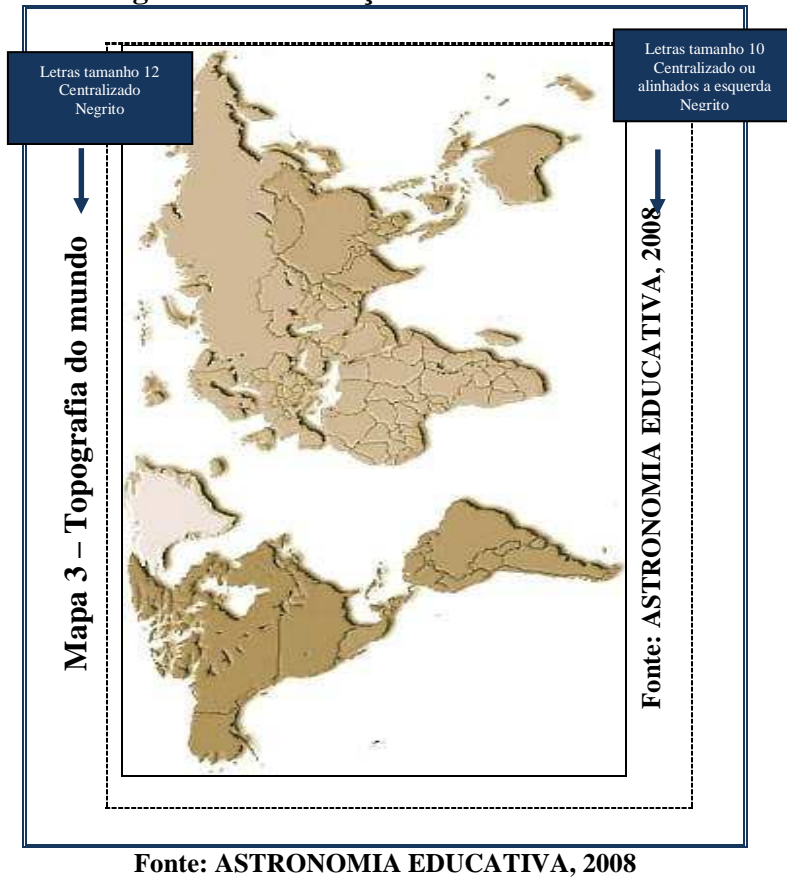 Letras tamanho 12
Centralizado
Negrito
Letras tamanho 10
Centralizado ou
alinhados a esquerda
Negrito
Mapa 3 – Topografia do mundo
Fonte: ASTRONOMIA EDUCATIVA, 2008
Fonte: ASTRONOMIA EDUCATIVA, 2008